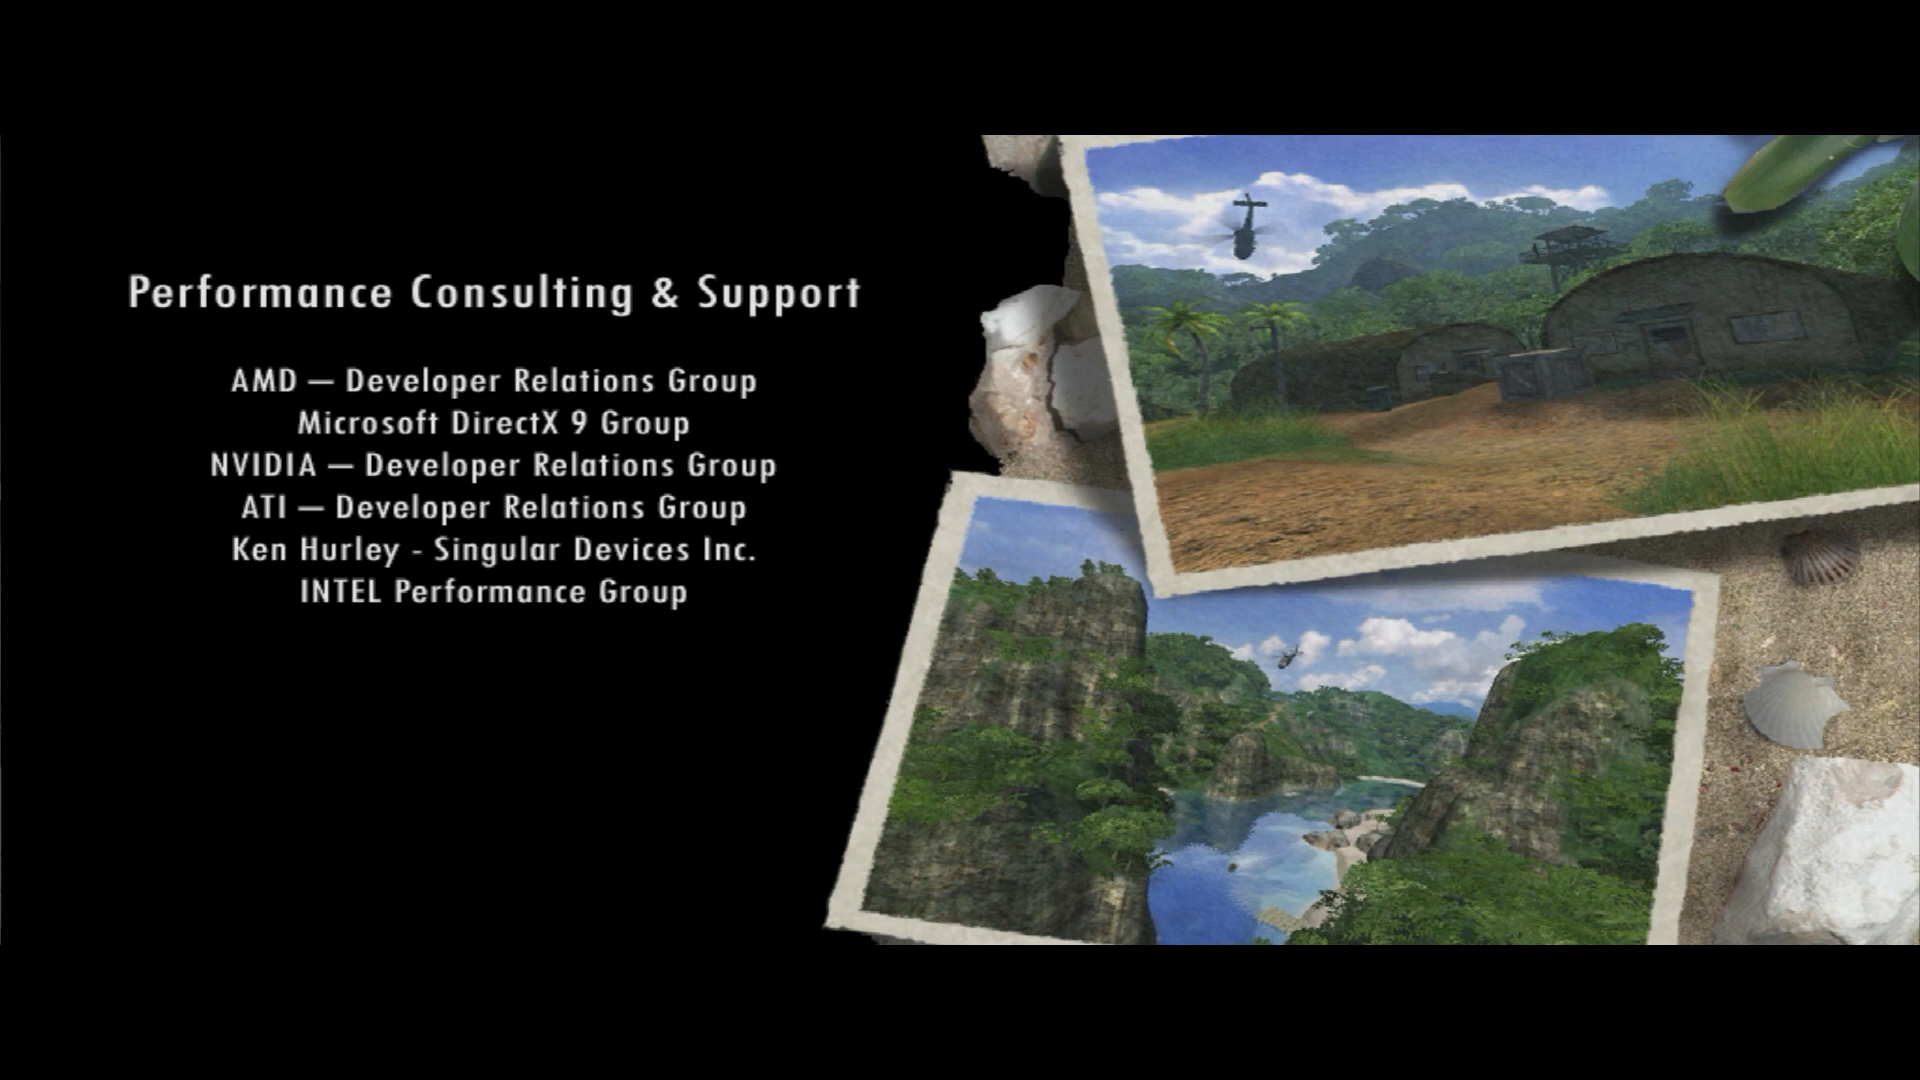 Performance Consulting & Support
AMD — Developer Relations Group
Microsoft DirectX 9 Group
NVIDIA — Developer Relations Group
ATI — Developer Relations Group
Ken Hurley - Singular Devices Inc.
INTEL Performance Group